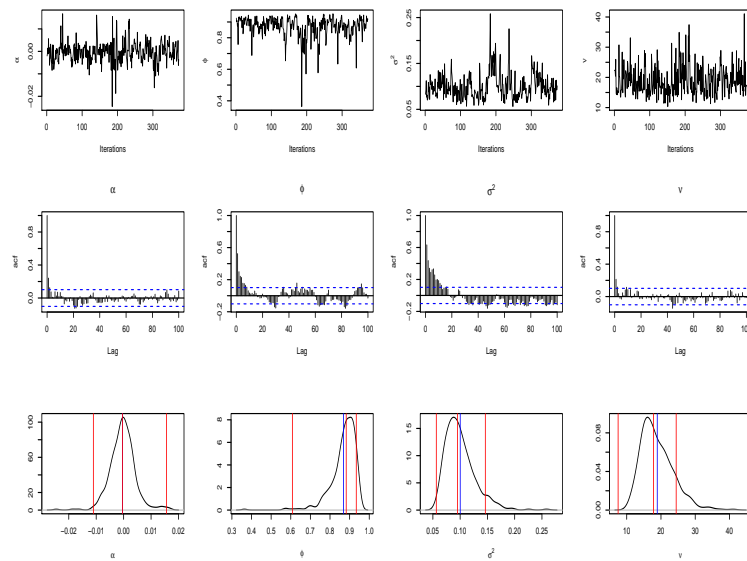 α
0.00
−0.02
0 100 200 300
Iterations
ϕ
0.8
0.6
0.4
0 100 200 300
Iterations
σ²
0.25
0.15
0.05
0 100 200 300
Iterations
ν
40
30
20
10
0 100 200 300
Iterations
α
ϕ
σ²
ν
acf
0.8
0.4
0.0
0 20 40 60 80 100
Lag
acf
1.0
0.6
0.2
−0.2
0 20 40 60 80 100
Lag
acf
1.0
0.6
0.2
−0.2
0 20 40 60 80 100
Lag
acf
0.8
0.4
0.0
0 20 40 60 80 100
Lag
100
60
40
0
−0.02 −0.01 0.00 0.01 0.02
α
8
6
4
2
0
0.3 0.4 0.5 0.6 0.7 0.8 0.9 1.0
ϕ
15
10
5
0
0.05 0.10 0.15 0.20 0.25
σ²
0.08
0.04
0.00
10 20 30 40
ν